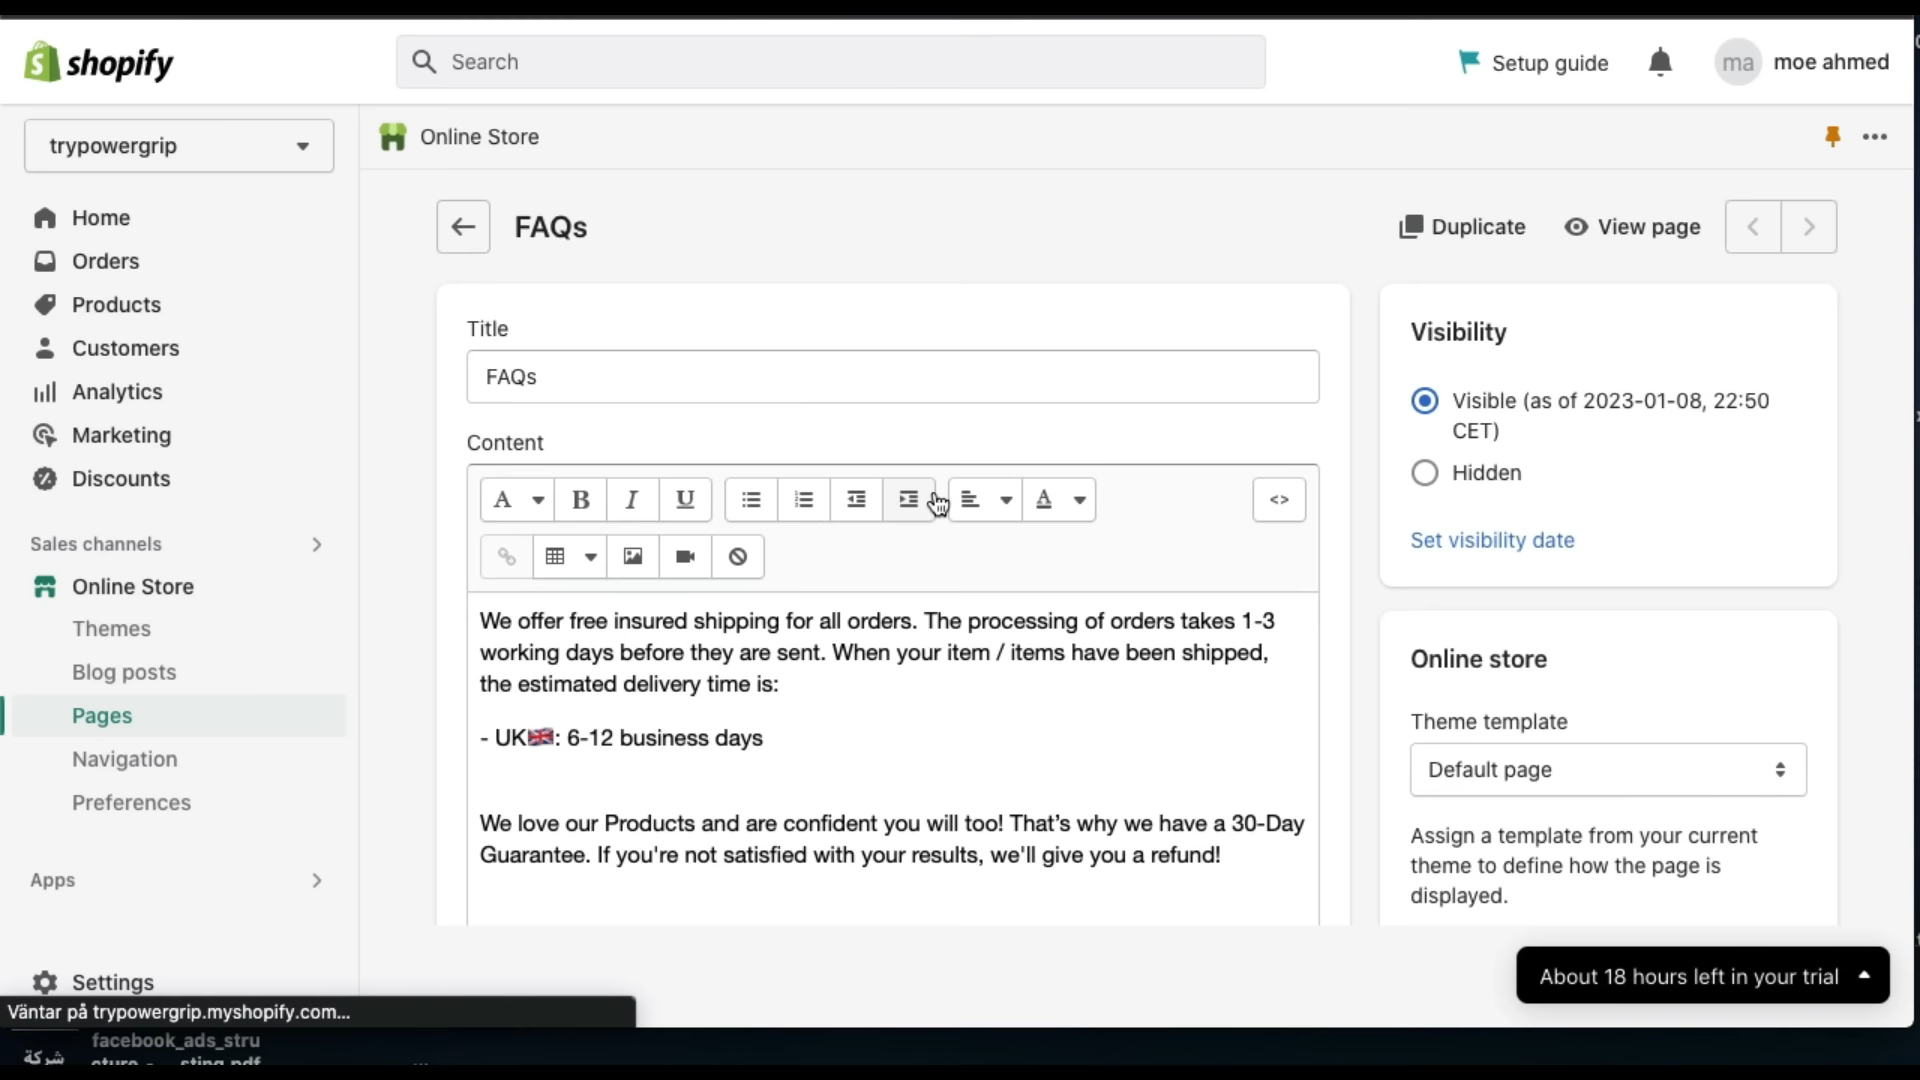 shopify
Search
Setup guide
ma
moe ahmed
trypowergrip
Online Store
Home
Orders
Products
Customers
Analytics
Marketing
Discounts
Sales channels
Online Store
Themes
Blog posts
Pages
Navigation
Preferences
Apps
Settings
FAQs
Duplicate
View page
Title
FAQs
Content
A
B
I
U
A
<>
We offer free insured shipping for all orders. The processing of orders takes 1-3
working days before they are sent. When your item / items have been shipped,
the estimated delivery time is:
- UK🇬🇧: 6-12 business days
We love our Products and are confident you will too! That’s why we have a 30-Day
Guarantee. If you're not satisfied with your results, we'll give you a refund!
Visibility
Visible (as of 2023-01-08, 22:50
CET)
Hidden
Set visibility date
Online store
Theme template
Default page
Assign a template from your current
theme to define how the page is
displayed.
About 18 hours left in your trial
Väntar på trypowergrip.myshopify.com...
facebook_ads_stru
شركة